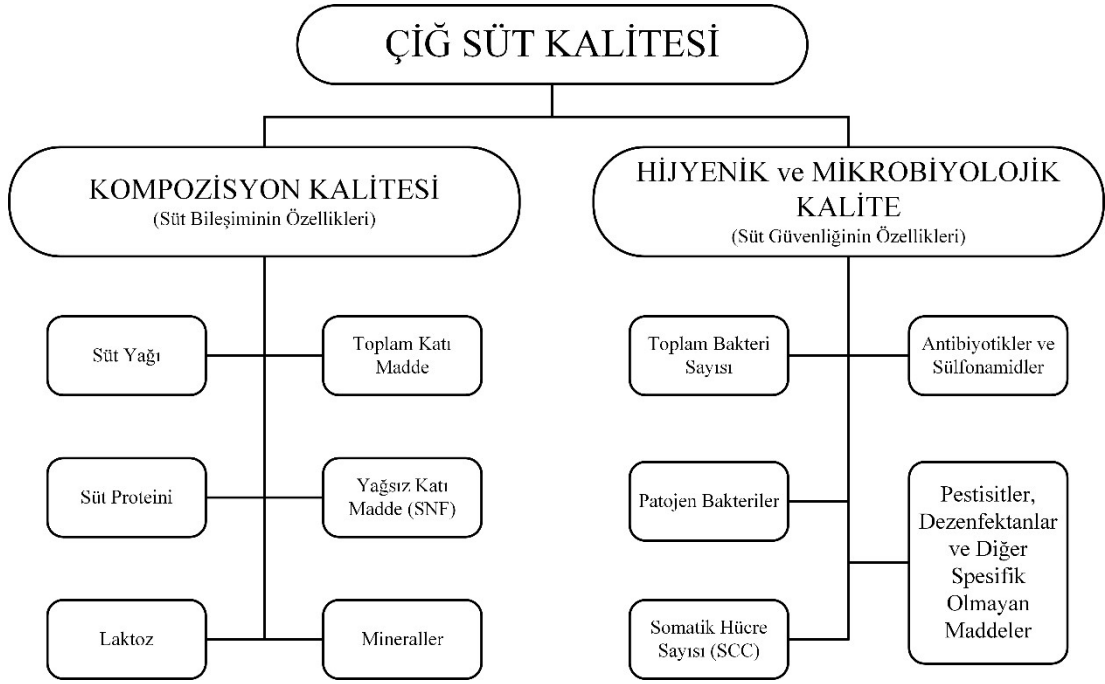 ÇİĞ SÜT KALİTESİ
KOMPOZİSYON KALİTESİ
(Süt Bileşiminin Özellikleri)
HİJYENİK ve MİKROBİYOLOJİK
KALİTE
(Süt Güvenliğinin Özellikleri)
Süt Yağı
Toplam Katı
Madde
Süt Proteini
Yağsız Katı
Madde (SNF)
Laktoz
Mineraller
Toplam Bakteri
Sayısı
Antibiyotikler ve
Sülfonamidler
Patojen Bakteriler
Pestisitler,
Dezenfektanlar
ve Diğer
Spesifik
Olmayan
Maddeler
Somatik Hücre
Sayısı (SCC)